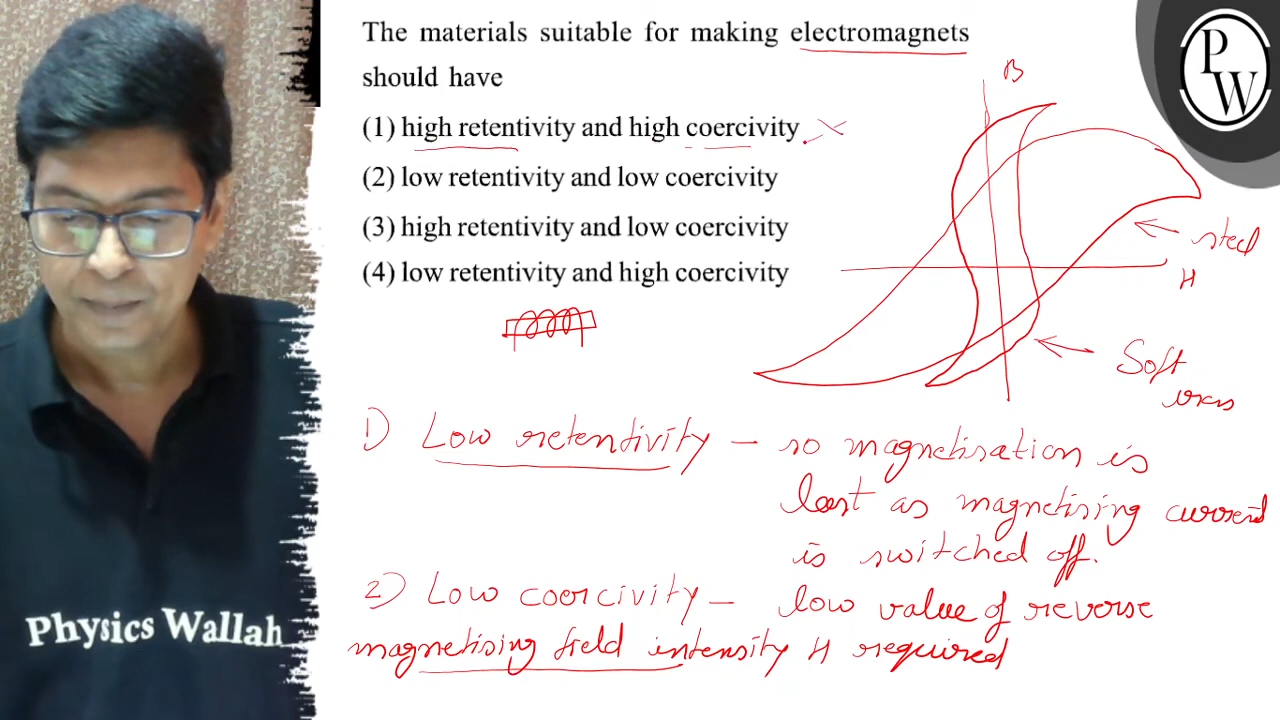 The materials suitable for making electromagnets
should have
(1) high retentivity and high coercivity
(2) low retentivity and low coercivity
(3) high retentivity and low coercivity
(4) low retentivity and high coercivity
PW
B
steel
H
Soft
1) Low retentivity – so magnetisation is
lost as magnetising current
is switched off.
2) Low coercivity – low value of reverse
magnetising field intensity H required
Physics Wallah